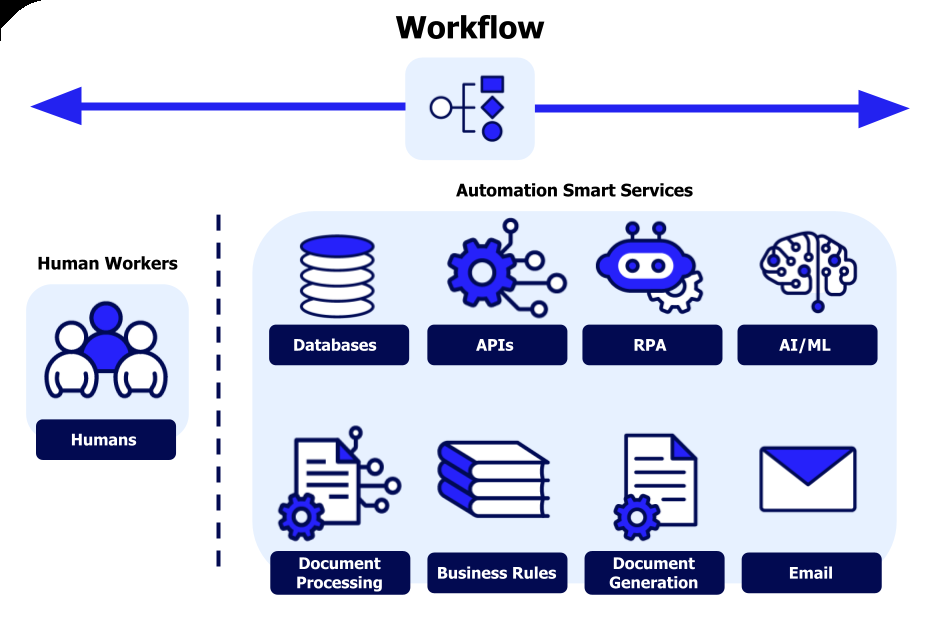 Workflow
Automation Smart Services
Human Workers
Databases
APIs
RPA
AI/ML
Humans
Document
Processing
Business Rules
Document
Generation
Email